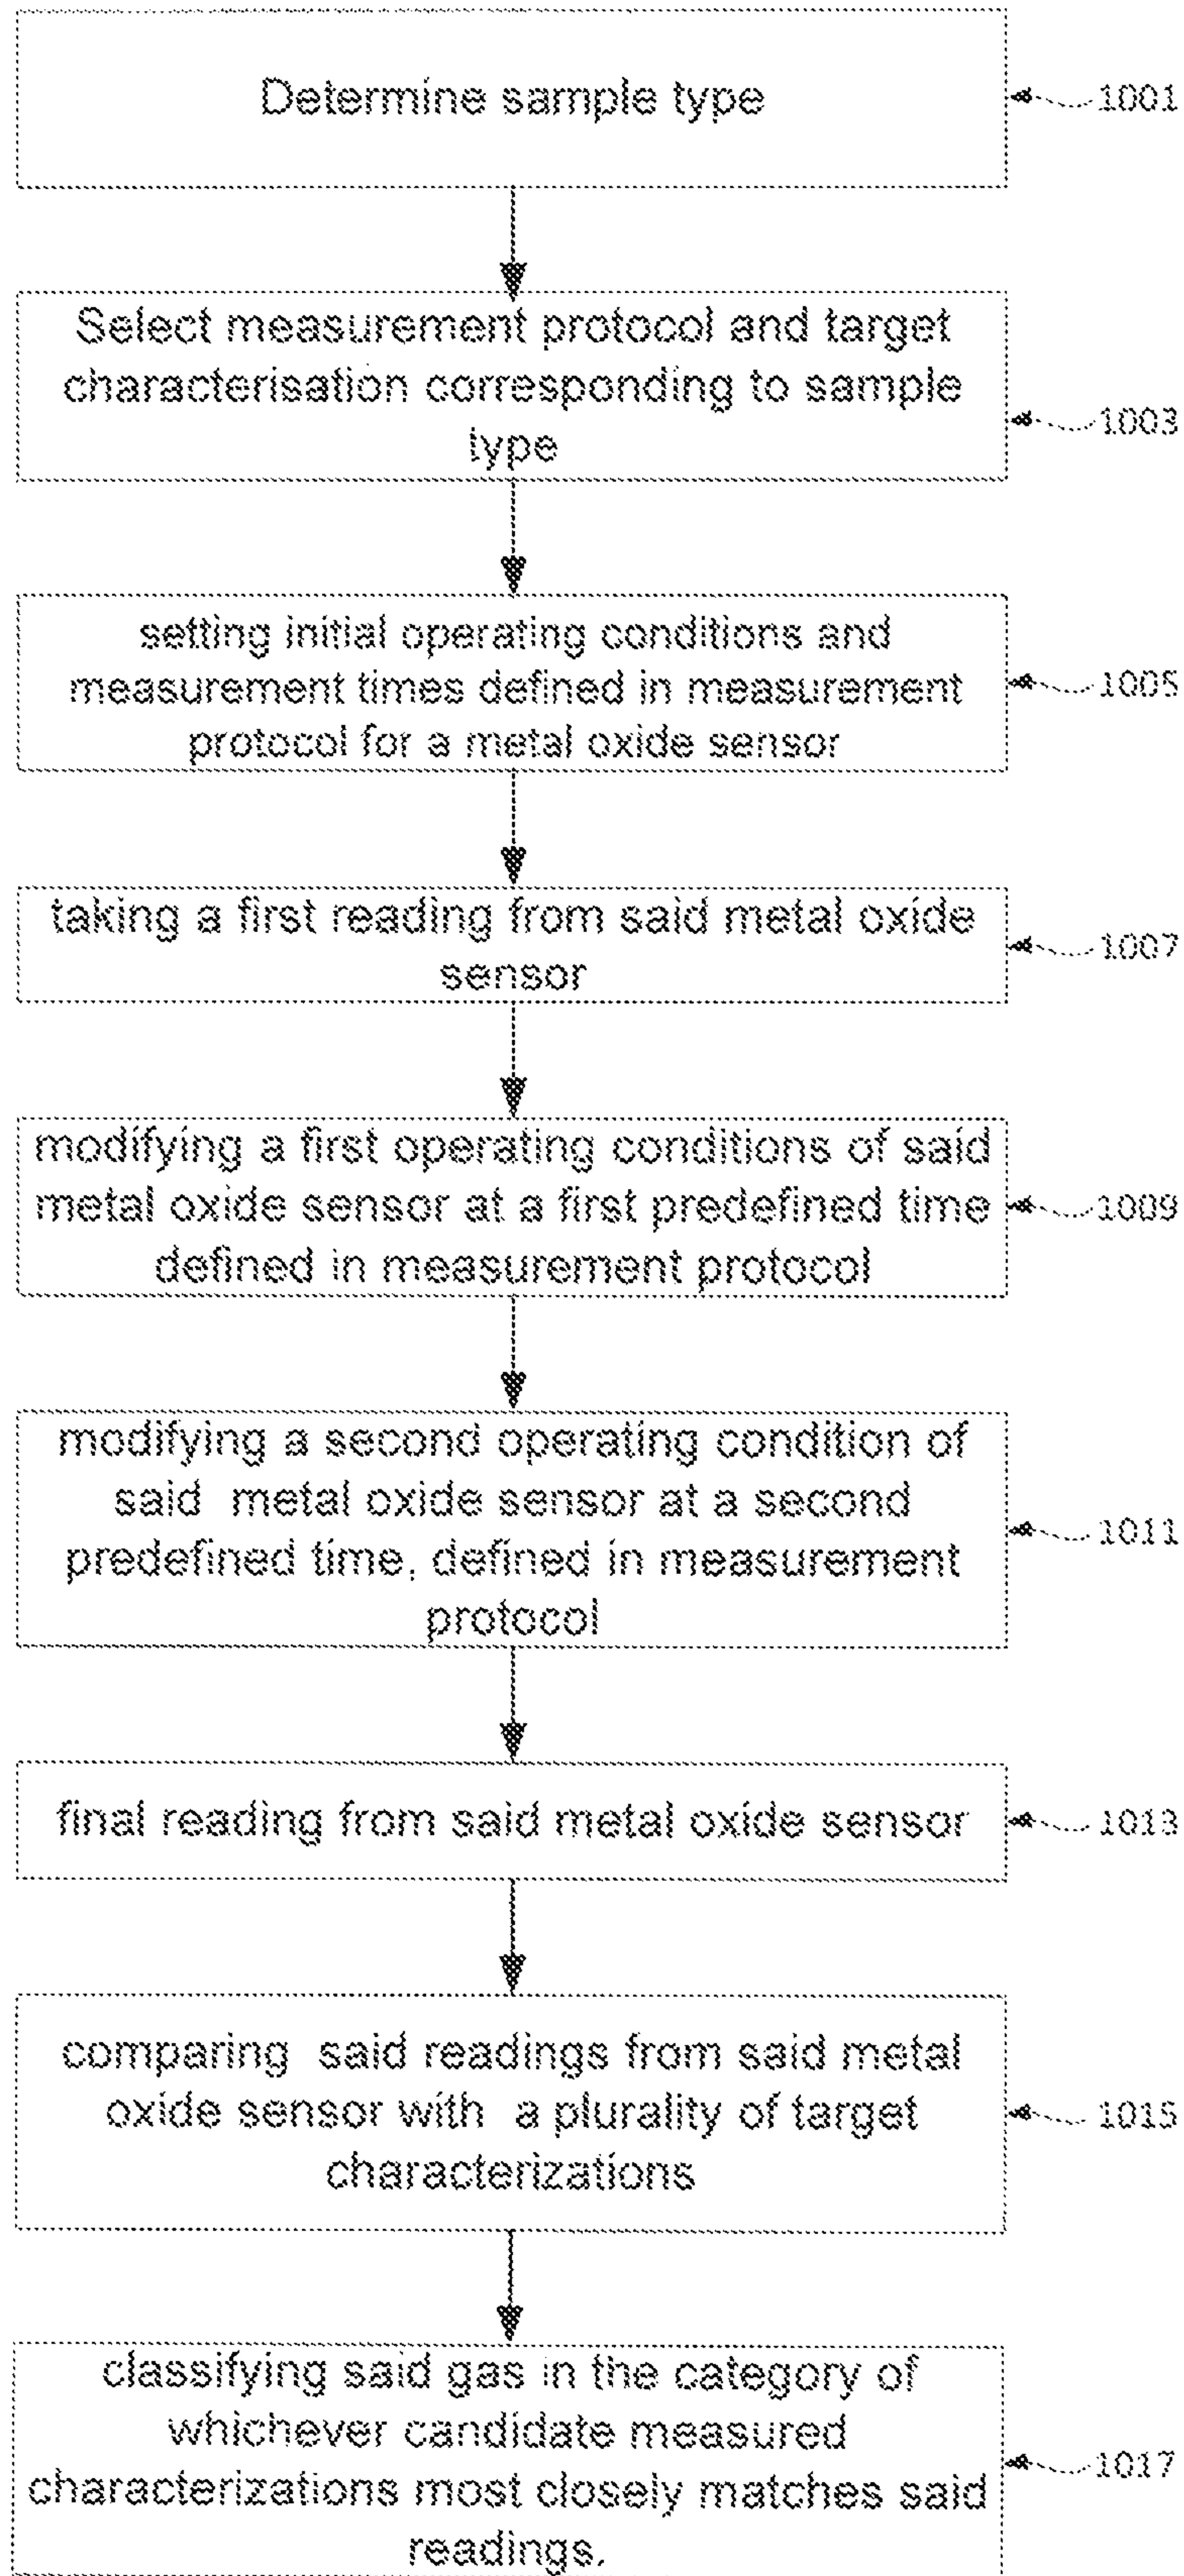 Determine sample type
1001
Select measurement protocol and target
characterisation corresponding to sample
type
1003
setting initial operating conditions and
measurement times defined in measurement
protocol for a metal oxide sensor
1005
taking a first reading from said metal oxide
sensor
1007
modifying a first operating conditions of said
metal oxide sensor at a first predefined time
defined in measurement protocol
1009
modifying a second operating condition of
said metal oxide sensor at a second
predefined time, defined in measurement
protocol
1011
final reading from said metal oxide sensor
1013
comparing said readings from said metal
oxide sensor with a plurality of target
characterizations
1015
classifying said gas in the category of
whichever candidate measured
characterizations most closely matches said
readings.
1017